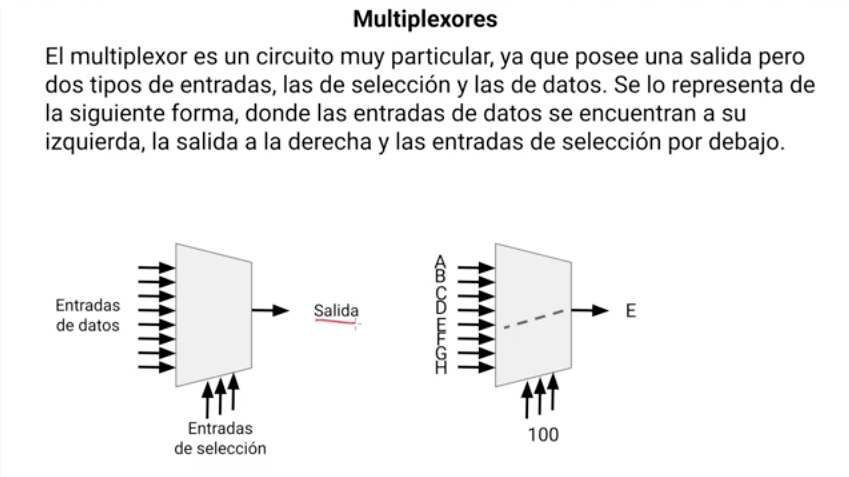 Multiplexores
El multiplexor es un circuito muy particular, ya que posee una salida pero
dos tipos de entradas, las de selección y las de datos. Se lo representa de
la siguiente forma, donde las entradas de datos se encuentran a su
izquierda, la salida a la derecha y las entradas de selección por debajo.
Entradas
de datos
Salida
Entradas
de selección
A
B
C
D
E
F
G
H
E
100